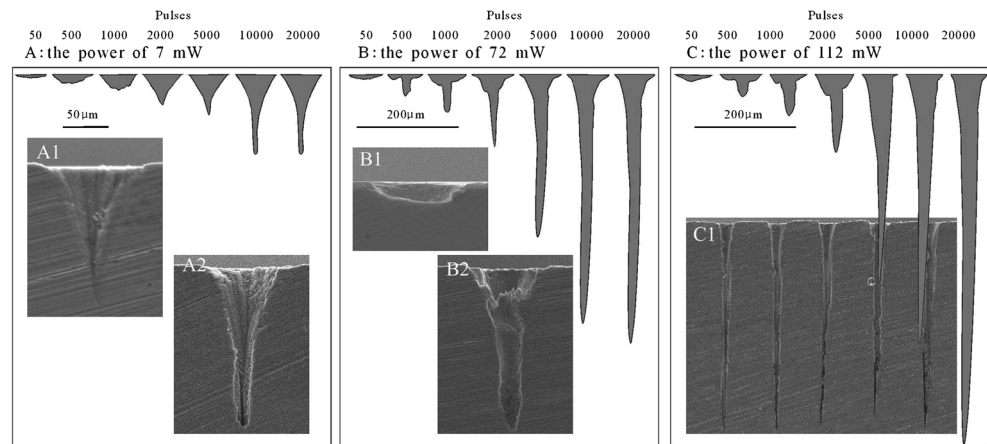 Pulses Pulses Pulses
50 500 1000 2000 5000 10000 20000 50 500 1000 2000 5000 10000 20000 50 500 1000 2000 5000 10000 20000
A: the power of 7 mW B: the power of 72 mW C: the power of 112 mW
50μm 200μm 200μm
A1
B1
C1
A2
B2